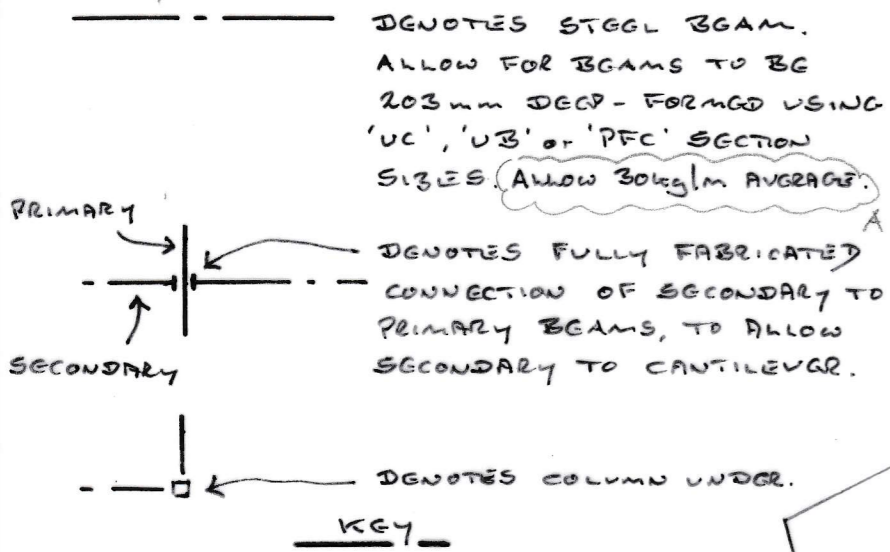 DENOTES STEEL BEAM.
ALLOW FOR BEAMS TO BE
203mm DEEP - FORMED USING
'UC', 'UB' or 'PFC' SECTION
SIZES. ALLOW 30kg/m AVERAGE.
A
PRIMARY
DENOTES FULLY FABRICATED
CONNECTION OF SECONDARY TO
PRIMARY BEAMS, TO ALLOW
SECONDARY TO CANTILEVER.
SECONDARY
DENOTES COLUMN UNDER.
KEY